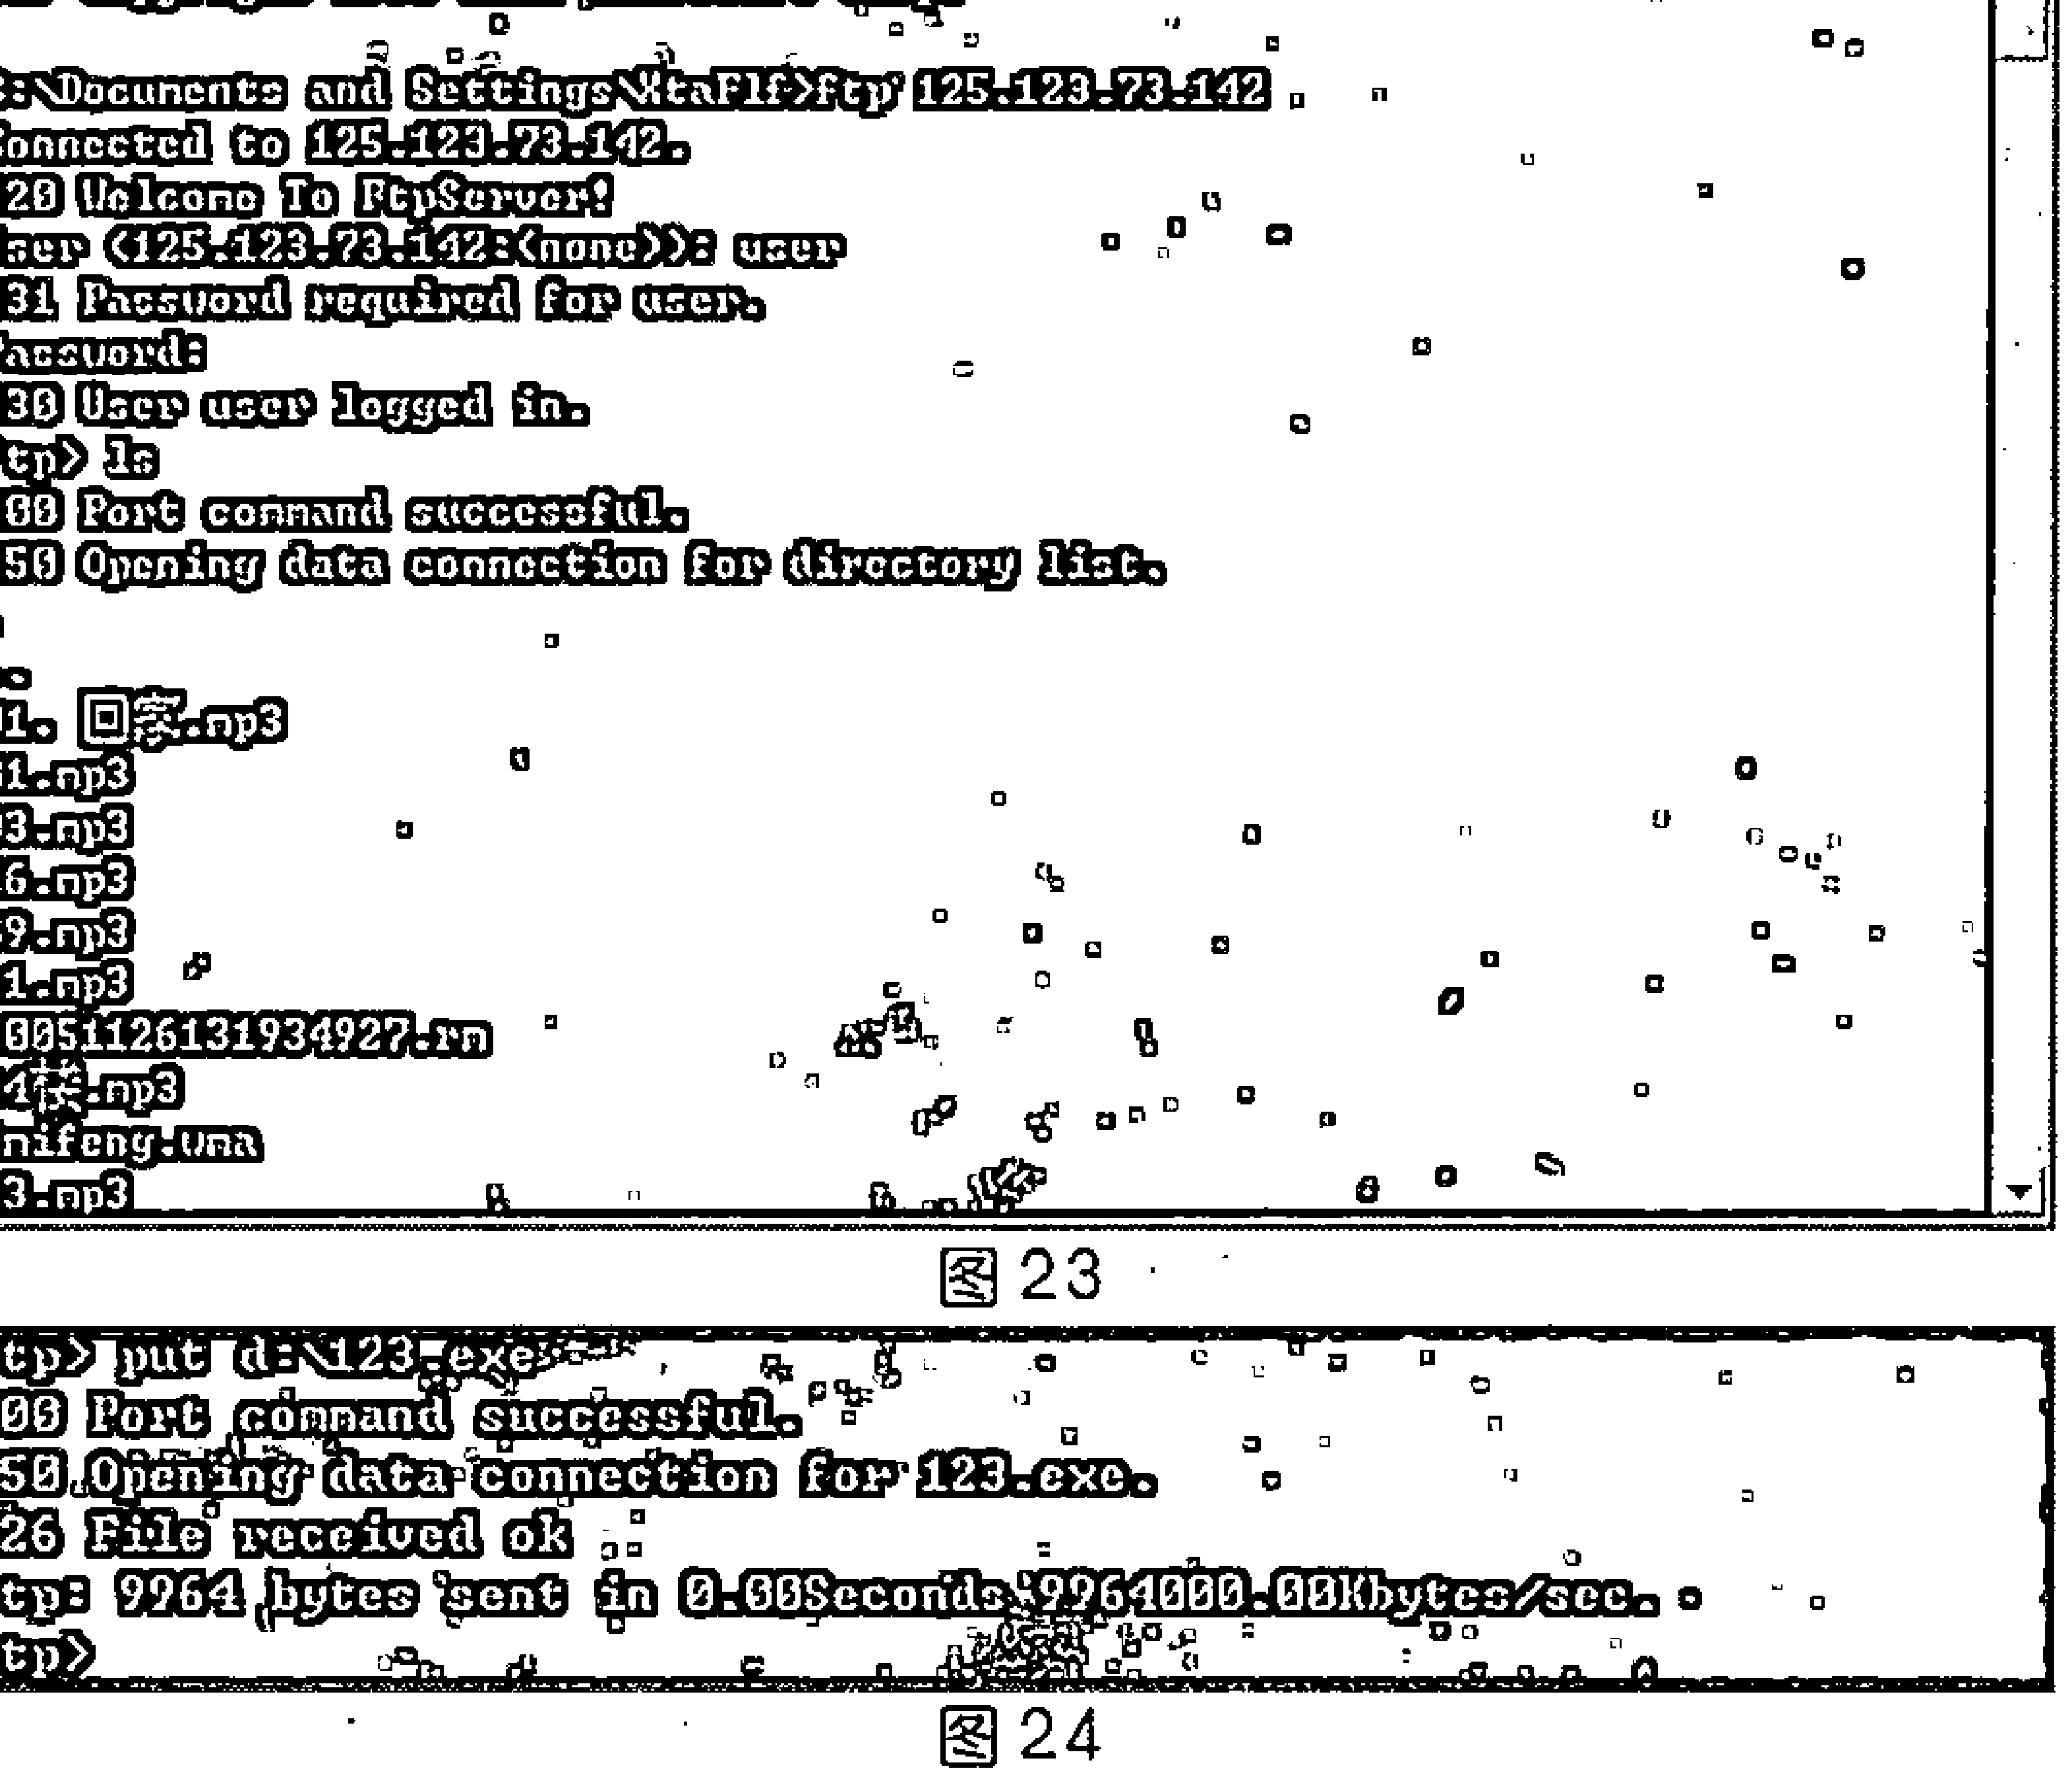 :\Documents and Settings\XtaFlf>ftp 125.123.73.142
onnected to 125.123.73.142.
20 Welcome To FtpServer!
ser (125.123.73.142:(none)): user
31 Password required for user.
assword:
30 User user logged in.
tp> ls
00 Port command successful.
50 Opening data connection for directory list.
.
1. 回家.mp3
1.mp3
3.mp3
6.mp3
9.mp3
1.mp3
0051126131934927.rm
.mp3
mifeng.wma
3.mp3
图 23
tp> put d:\123.exe
00 Port command successful.
50 Opening data connection for 123.exe.
26 File received ok
tp: 9964 bytes sent in 0.00Seconds 9964000.00Kbytes/sec.
tp>
图 24